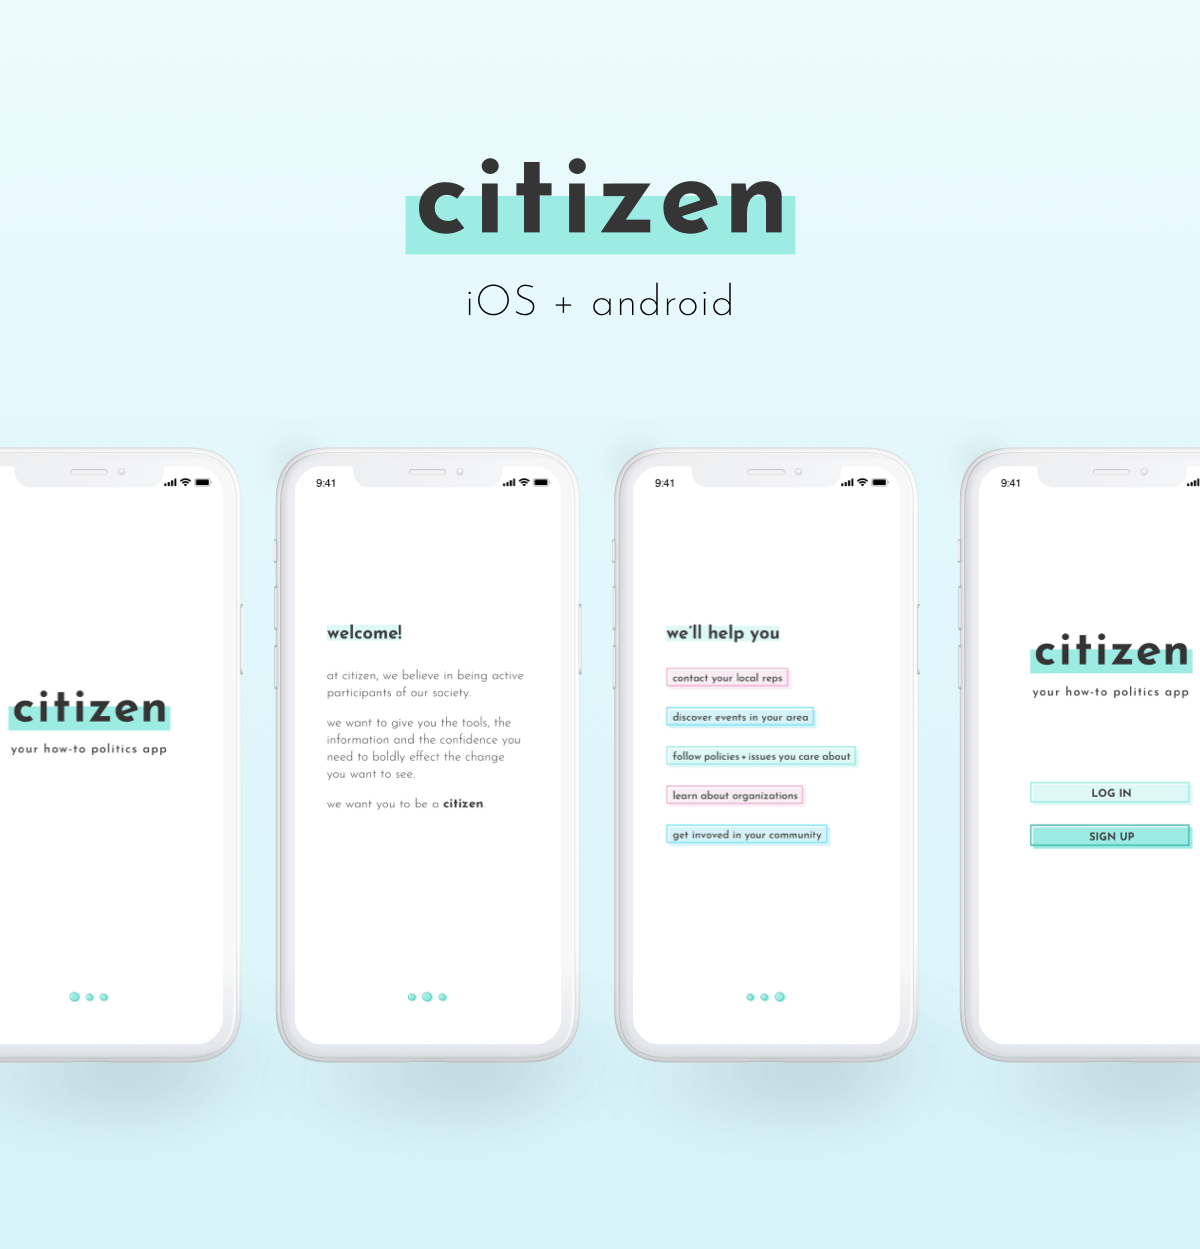 citizen
iOS + android
citizen
your how-to politics app
9:41
welcome!
at citizen, we believe in being active
participants of our society.
we want to give you the tools, the
information and the confidence you
need to boldly effect the change
you want to see.
we want you to be a citizen.
9:41
we'll help you
contact your local reps
discover events in your area
follow policies + issues you care about
learn about organizations
get invoved in your community
9:41
citizen
your how-to politics app
LOG IN
SIGN UP